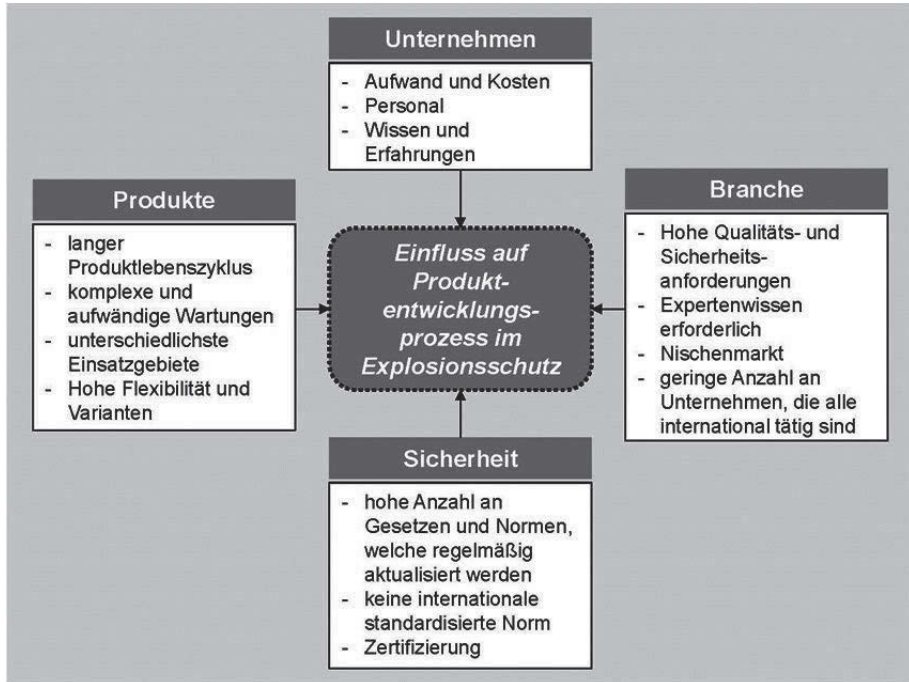 Unternehmen
- Aufwand und Kosten
- Personal
- Wissen und
Erfahrungen
Produkte
- langer
Produktlebenszyklus
- komplexe und
aufwändige Wartungen
- unterschiedlichste
Einsatzgebiete
- Hohe Flexibilität und
Varianten
Einfluss auf
Produkt-
entwicklungs-
prozess im
Explosionsschutz
Branche
- Hohe Qualitäts- und
Sicherheits-
anforderungen
- Expertenwissen
erforderlich
- Nischenmarkt
- geringe Anzahl an
Unternehmen, die alle
international tätig sind
Sicherheit
- hohe Anzahl an
Gesetzen und Normen,
welche regelmäßig
aktualisiert werden
- keine internationale
standardisierte Norm
- Zertifizierung